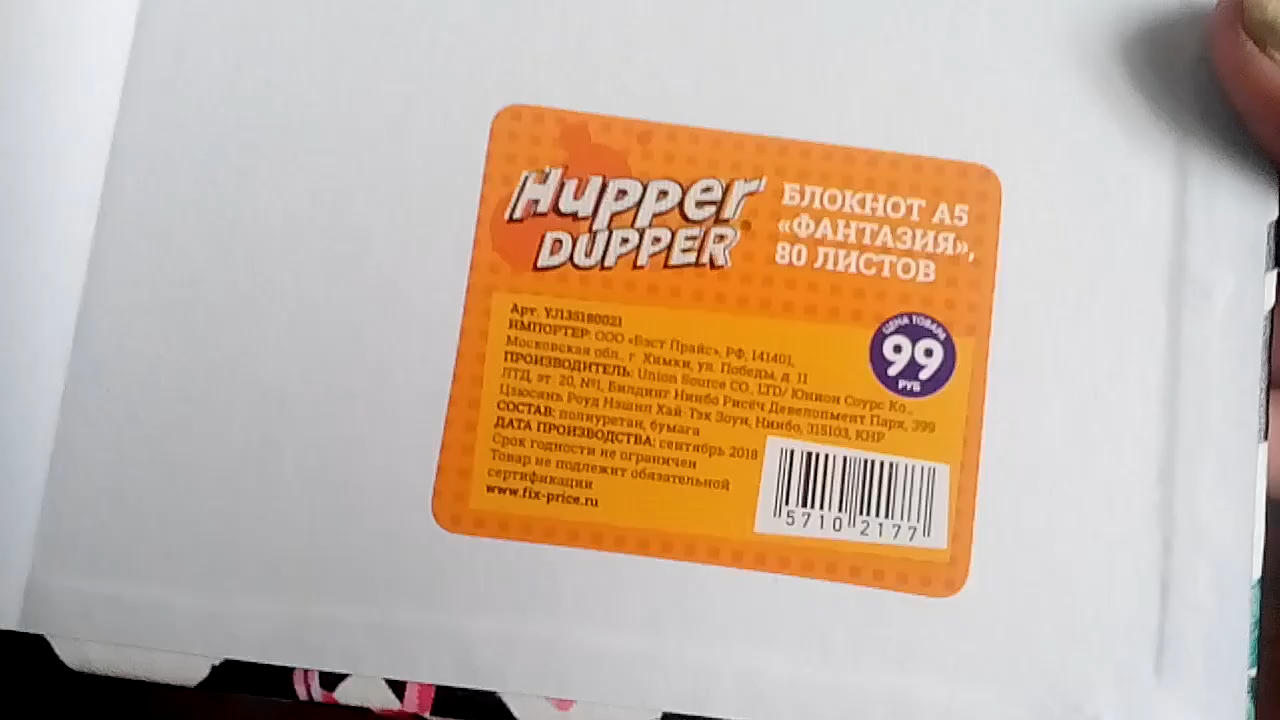 Hupper
DUPPER
БЛОКНОТ А5
«ФАНТАЗИЯ»,
80 ЛИСТОВ
Арт. УЛ35180021
ИМПОРТЕР: ООО «Бэст Прайс», РФ, 141401,
Московская обл., г. Химки, ул. Победы, д. 11
ПРОИЗВОДИТЕЛЬ: Union Source CO., LTD/ Юнион Соурс Ко.,
ЛТД, эт. 20, №1, Билдинг Нинбо Рисёч Девелопмент Парк, 399
Цзюсянь Роуд Нэшнл Хай-Тэк Зоун, Нинбо, 315103, КНР
СОСТАВ: полиуретан, бумага
ДАТА ПРОИЗВОДСТВА: сентябрь 2018
Срок годности не ограничен
Товар не подлежит обязательной
сертификации
www.fix-price.ru
ЦЕНА ТОВАРА
99
РУБ
5710 2177